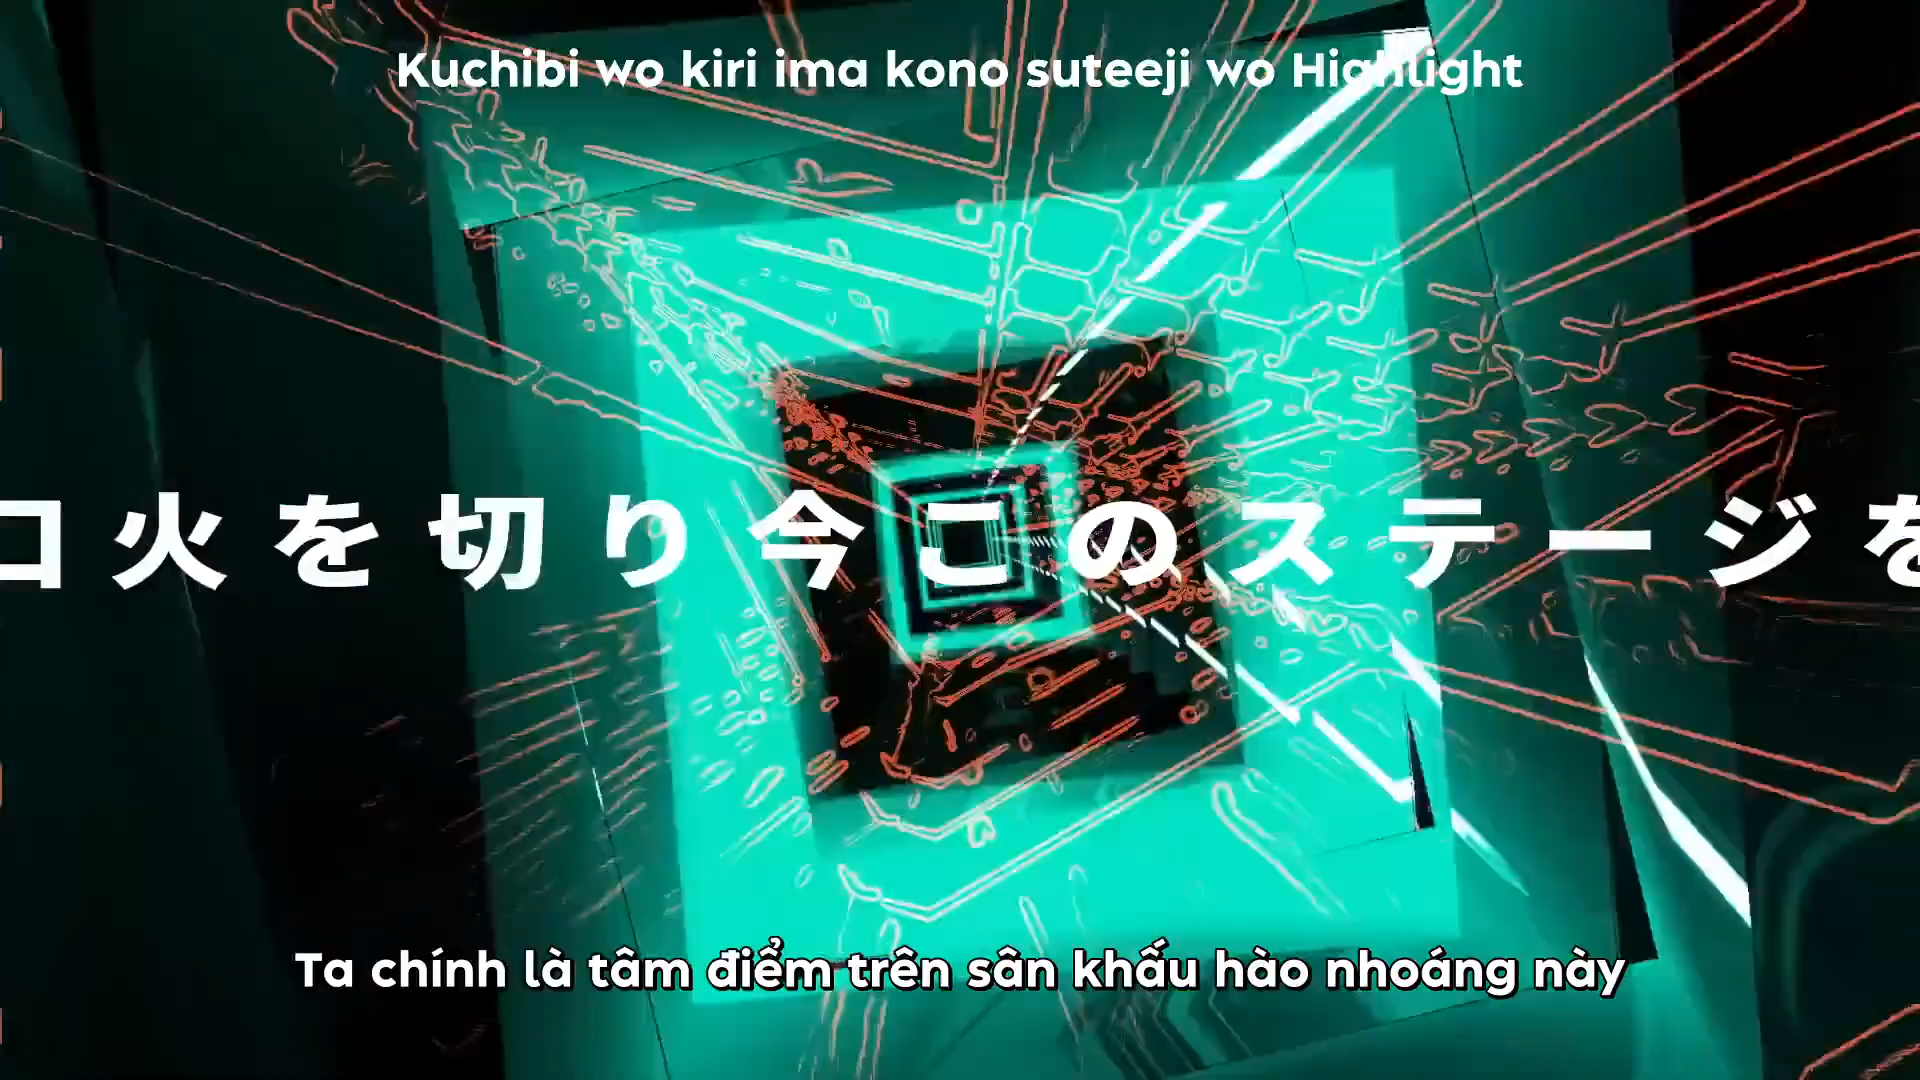 Kuchibi wo kiri ima kono suteeji wo Highlight
口火を切り今このステージを
Ta chính là tâm điểm trên sân khấu hào nhoáng này